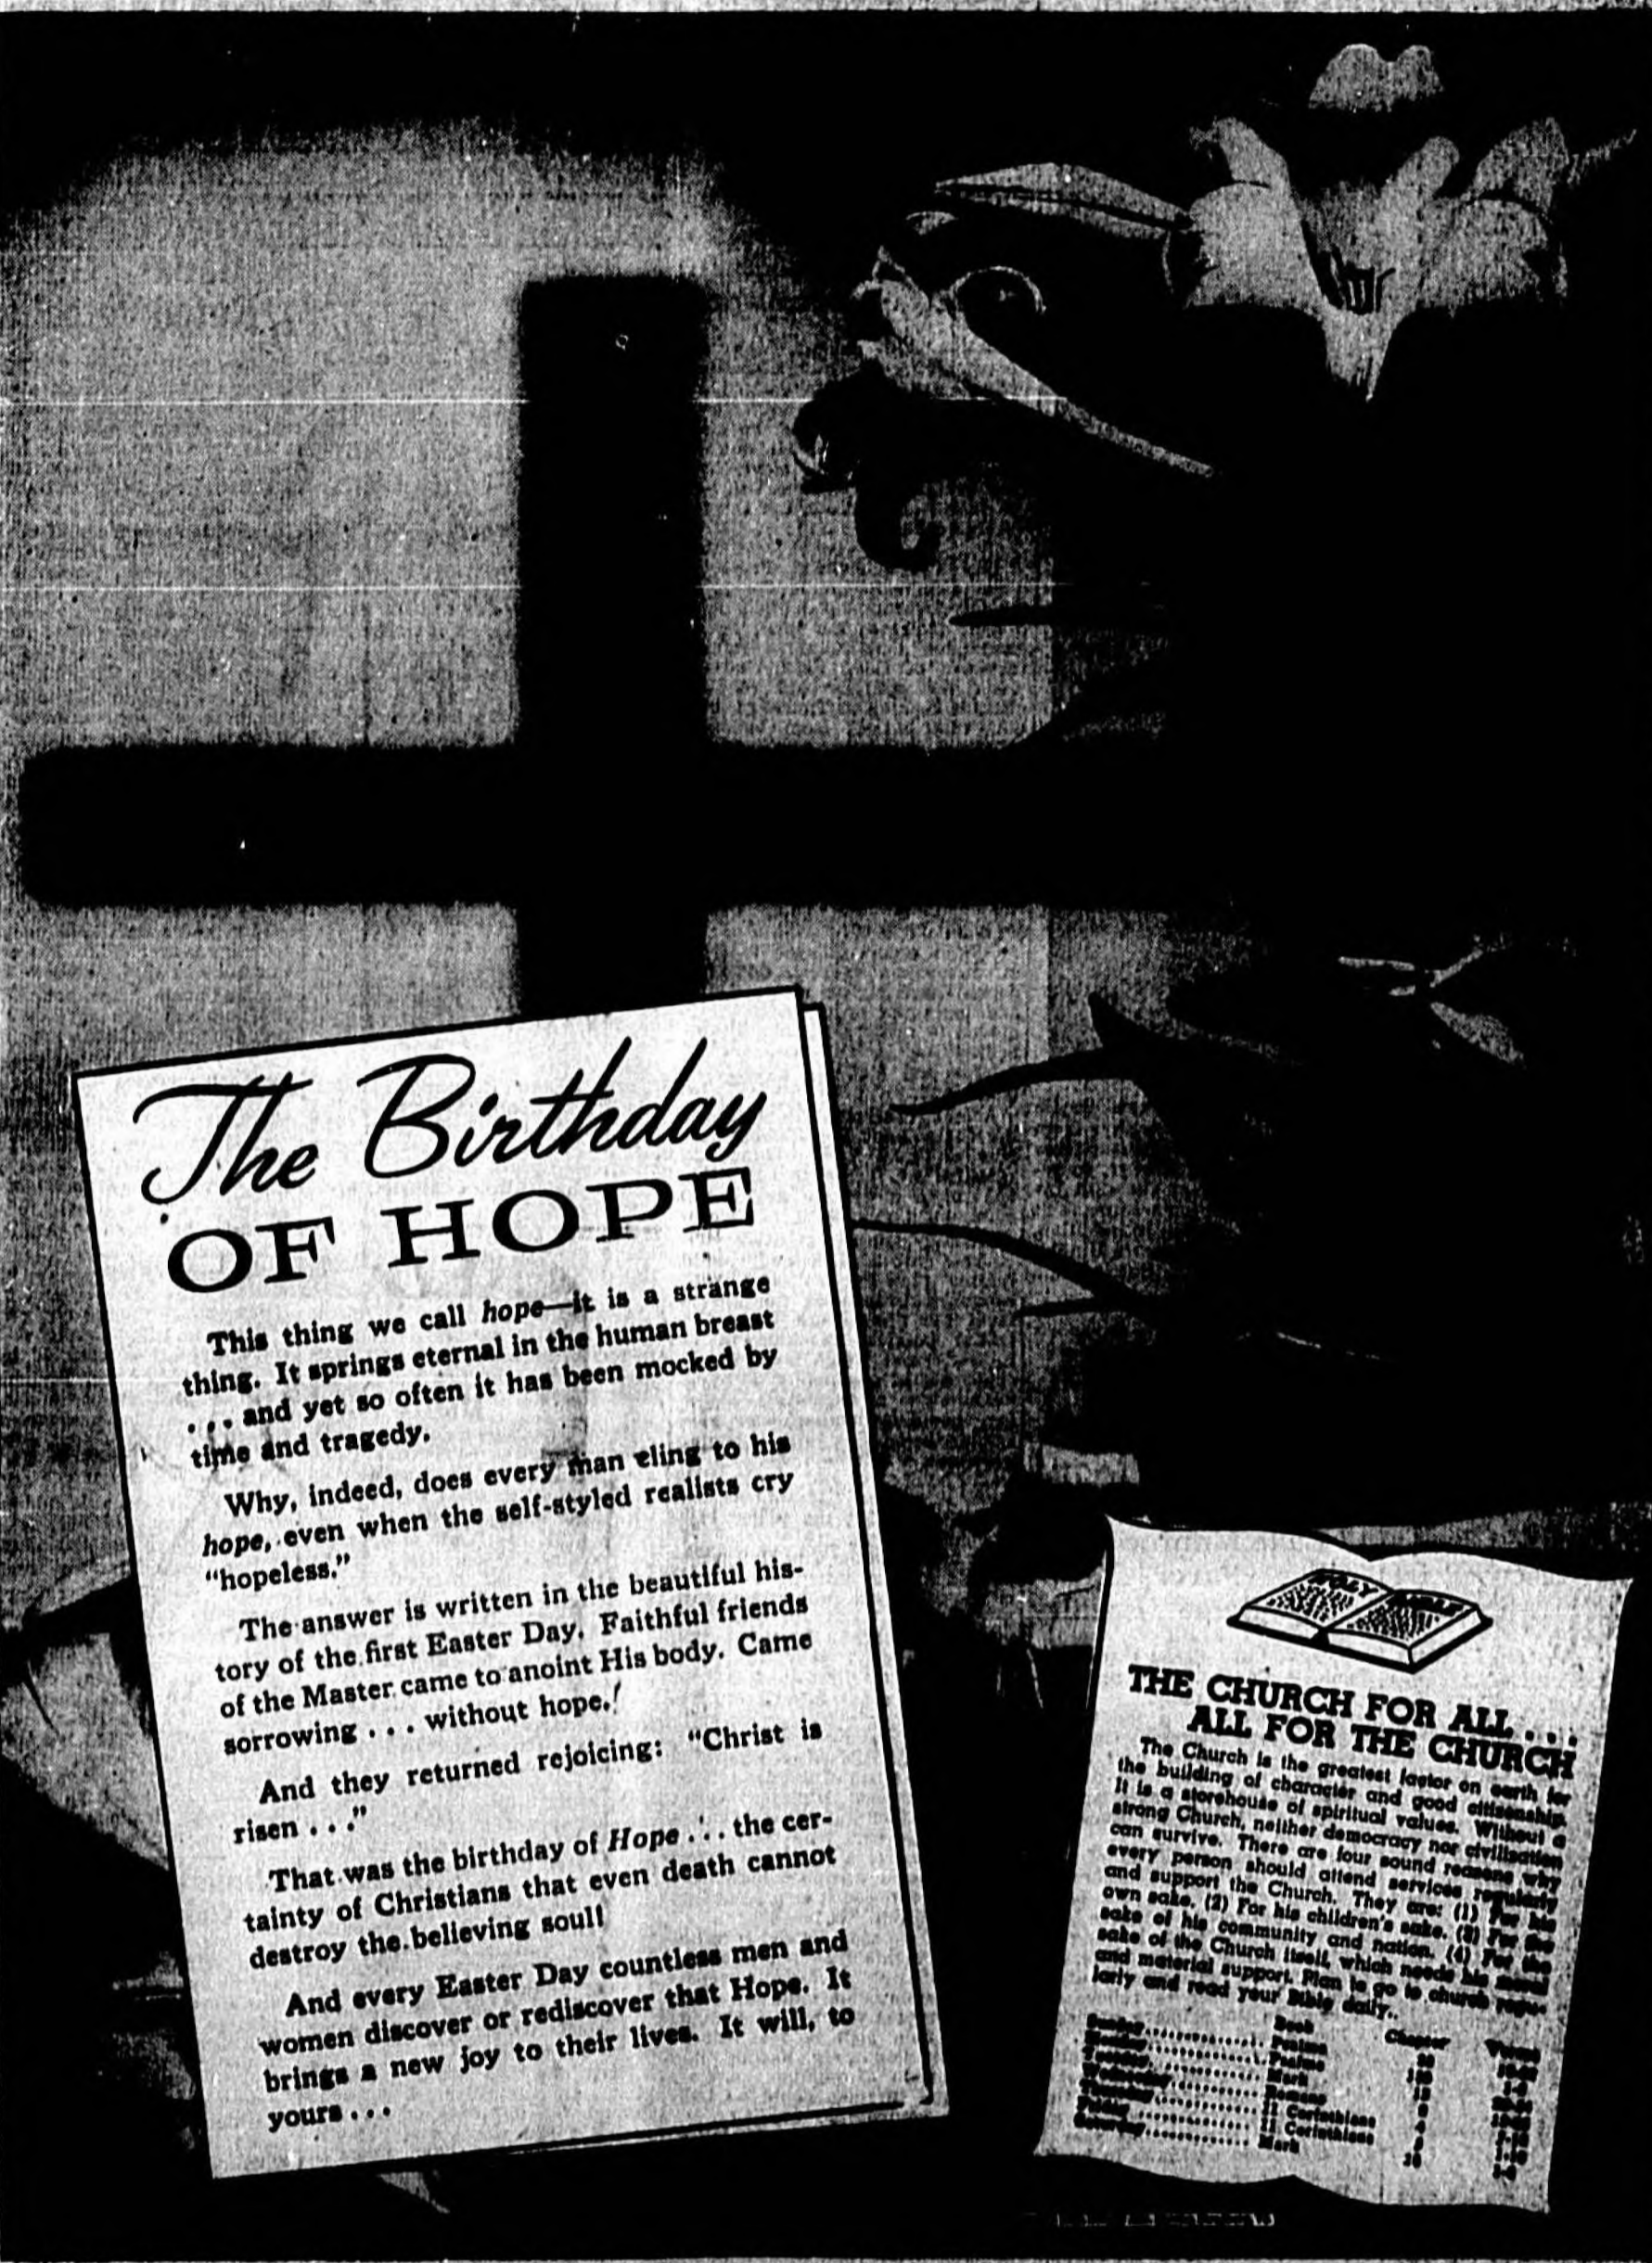 The Birthday
OF HOPE
This thing we call hope—it is a strange
thing. It springs eternal in the human breast
. . . and yet so often it has been mocked by
time and tragedy.
Why, indeed, does every man cling to his
hope, even when the self-styled realists cry
“hopeless.”
The answer is written in the beautiful his-
tory of the first Easter Day. Faithful friends
of the Master came to anoint His body. Came
sorrowing . . . without hope.
And they returned rejoicing: “Christ is
risen . . .”
That was the birthday of Hope . . . the cer-
tainty of Christians that even death cannot
destroy the believing soul!
And every Easter Day countless men and
women discover or rediscover that Hope. It
brings a new joy to their lives. It will, to
yours . . .
HOLY BIBLE
THE CHURCH FOR ALL . . .
ALL FOR THE CHURCH
The Church is the greatest factor on earth for
the building of character and good citizenship.
It is a storehouse of spiritual values. Without a
strong Church, neither democracy nor civilization
can survive. There are four sound reasons why
every person should attend services regularly
and support the Church. They are: (1) For his
own sake. (2) For his children's sake. (3) For the
sake of his community and nation. (4) For the
sake of the Church itself, which needs his moral
and material support. Plan to go to church regu-
larly and read your Bible daily.
Book Chapter Verses
Sunday Psalms
Monday Psalms
Tuesday Mark
Wednesday Romans
Thursday II Corinthians
Friday II Corinthians
Saturday Mark